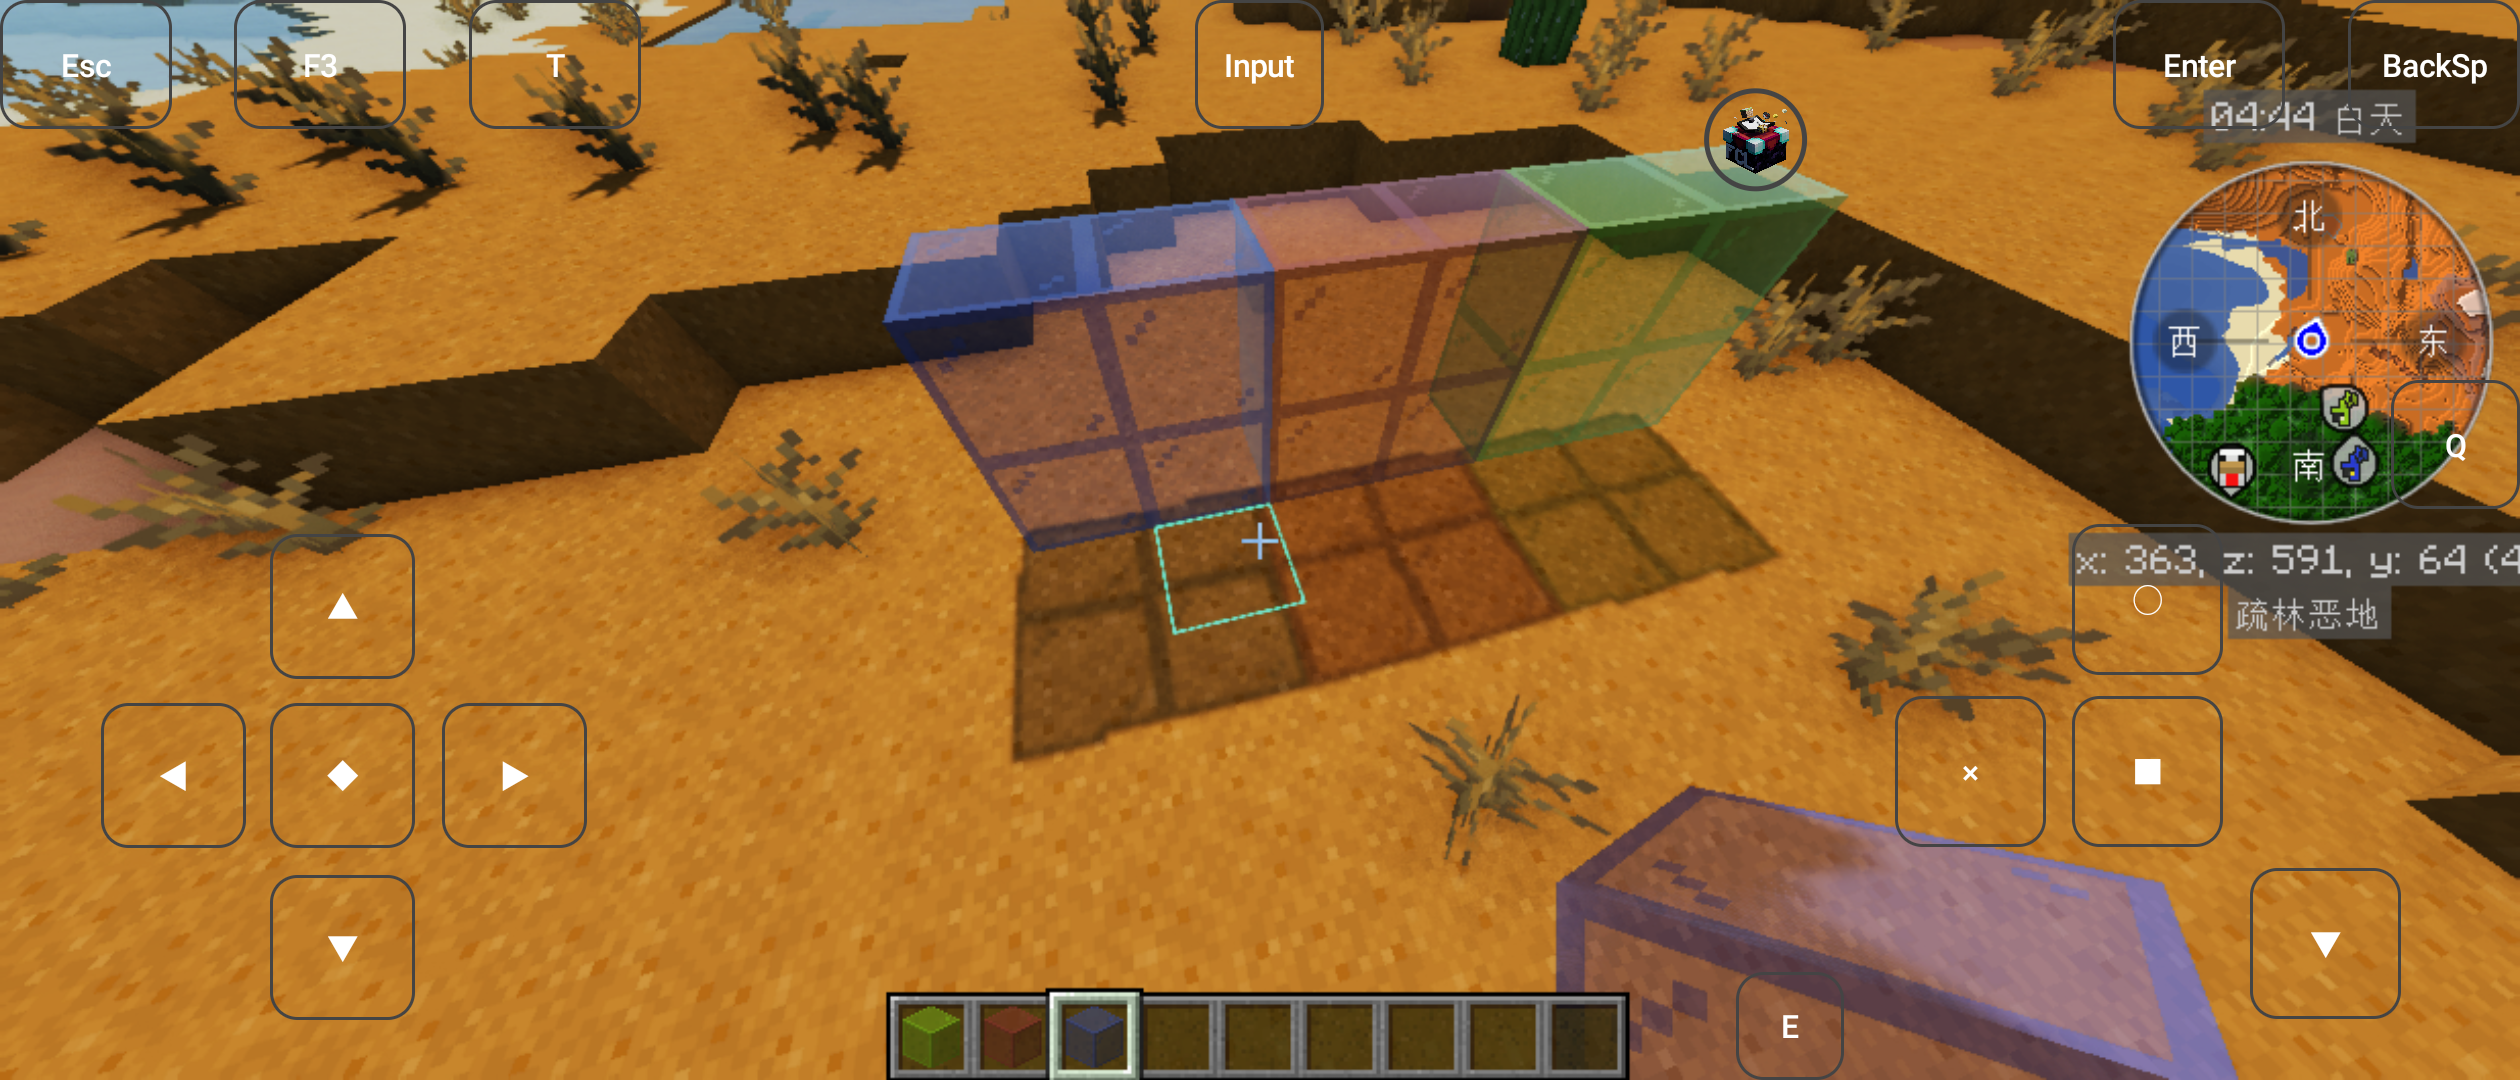 Esc
F3
T
Input
Enter
BackSp
04:44 白天
北
西
东
南
Q
x: 363, z: 591, y: 64 (4
疏林恶地
E